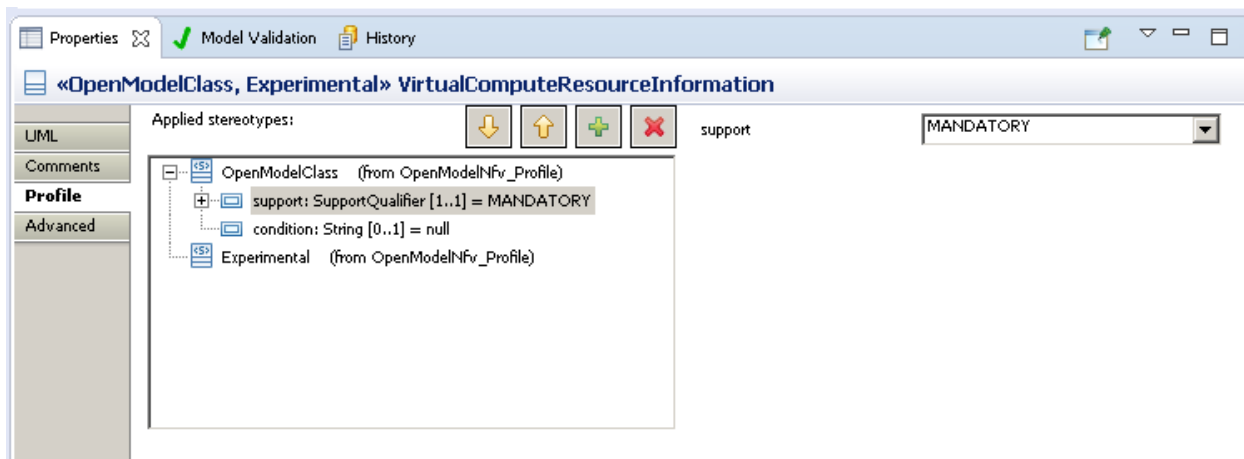 Properties Model Validation History
«OpenModelClass, Experimental» VirtualComputeResourceInformation
UML
Comments
Profile
Advanced
Applied stereotypes:
<S> OpenModelClass (from OpenModelNfv_Profile)
support: SupportQualifier [1..1] = MANDATORY
condition: String [0..1] = null
<S> Experimental (from OpenModelNfv_Profile)
support MANDATORY